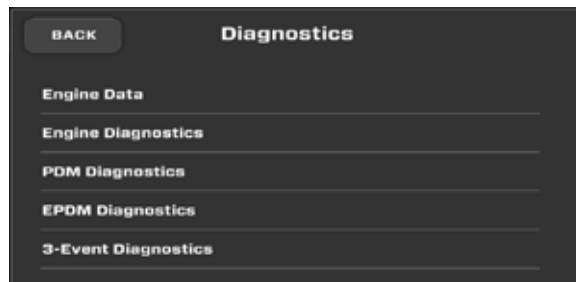 BACK
Diagnostics
Engine Data
Engine Diagnostics
PDM Diagnostics
EPDM Diagnostics
3-Event Diagnostics